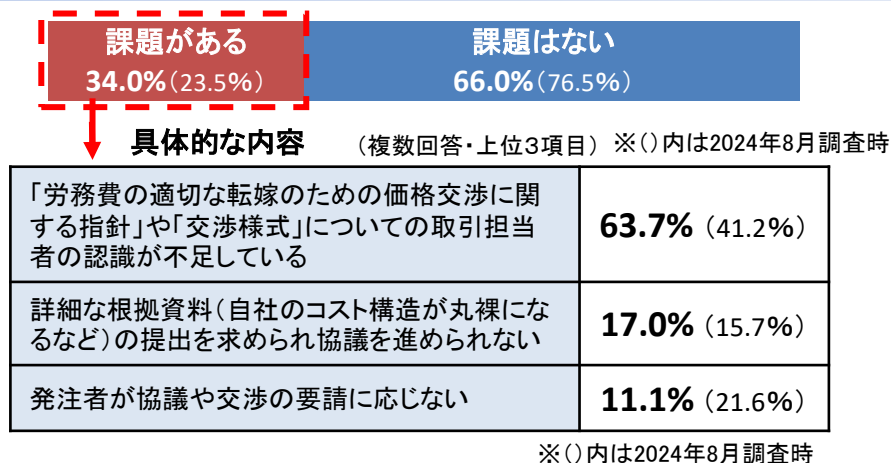 課題がある
34.0%(23.5%)
課題はない
66.0%(76.5%)
具体的な内容 (複数回答・上位3項目) ※()内は2024年8月調査時
「労務費の適切な転嫁のための価格交渉に関
する指針」や「交渉様式」についての取引担当
者の認識が不足している
63.7% (41.2%)
詳細な根拠資料(自社のコスト構造が丸裸にな
るなど)の提出を求められ協議を進められない
17.0% (15.7%)
発注者が協議や交渉の要請に応じない
11.1% (21.6%)
※()内は2024年8月調査時